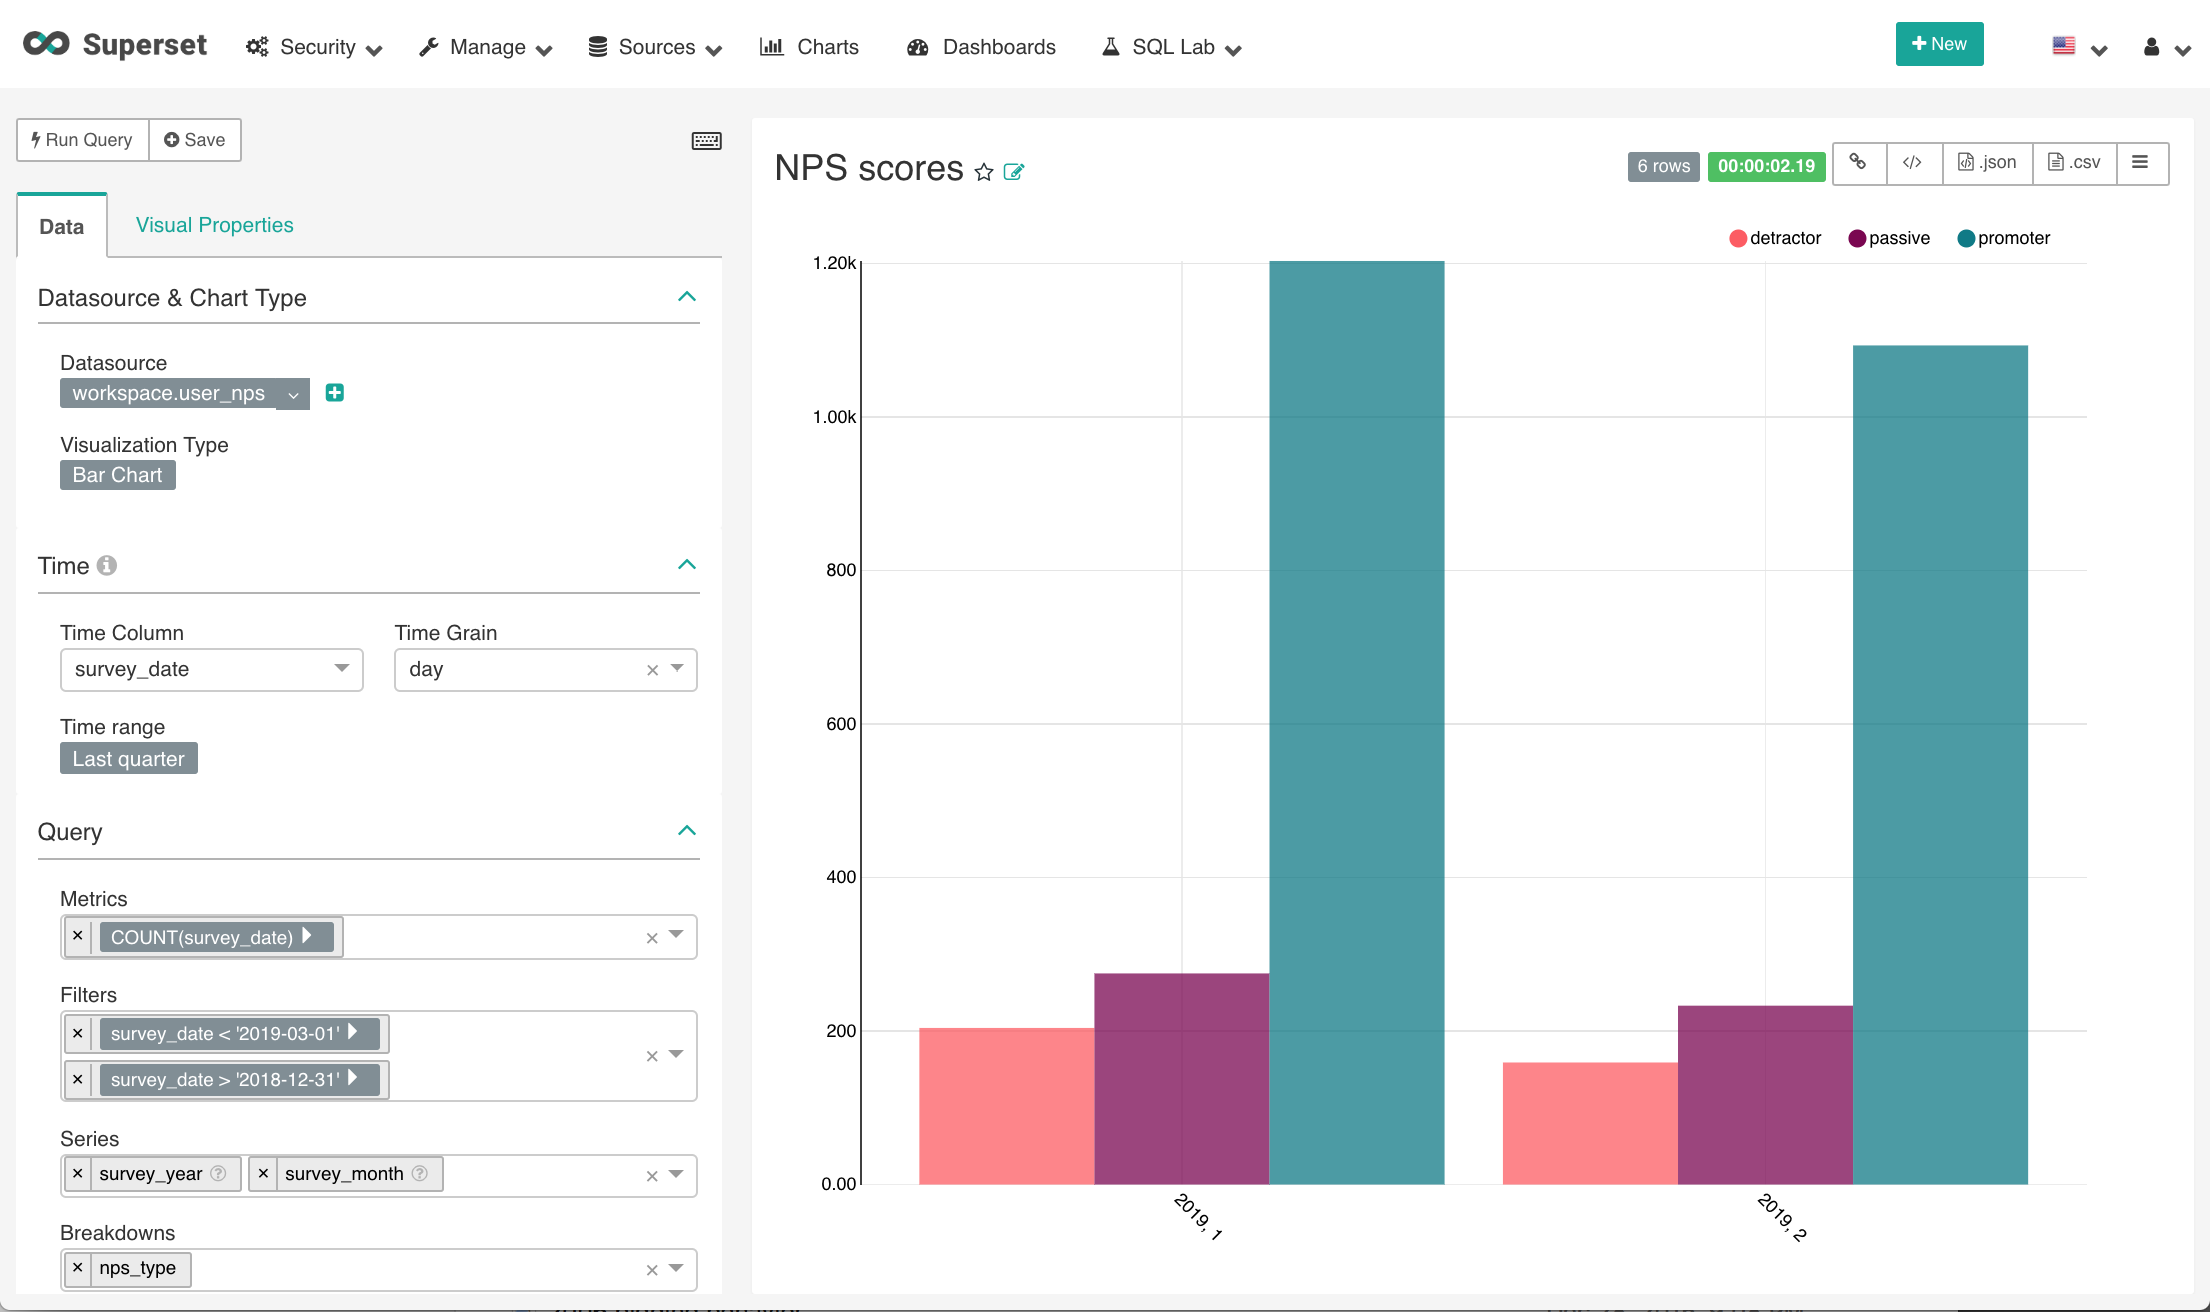 Superset Security Manage Sources Charts Dashboards SQL Lab New
Run Query Save
Data Visual Properties
Datasource & Chart Type
Datasource
workspace.user_nps
Visualization Type
Bar Chart
Time
Time Column Time Grain
survey_date day
Time range
Last quarter
Query
Metrics
COUNT(survey_date)
Filters
survey_date < '2019-03-01'
survey_date > '2018-12-31'
Series
survey_year survey_month
Breakdowns
nps_type
NPS scores
6 rows 00:00:02.19 .json .csv
detractor passive promoter
1.20k
1.00k
800
600
400
200
0.00
2019, 1
2019, 2